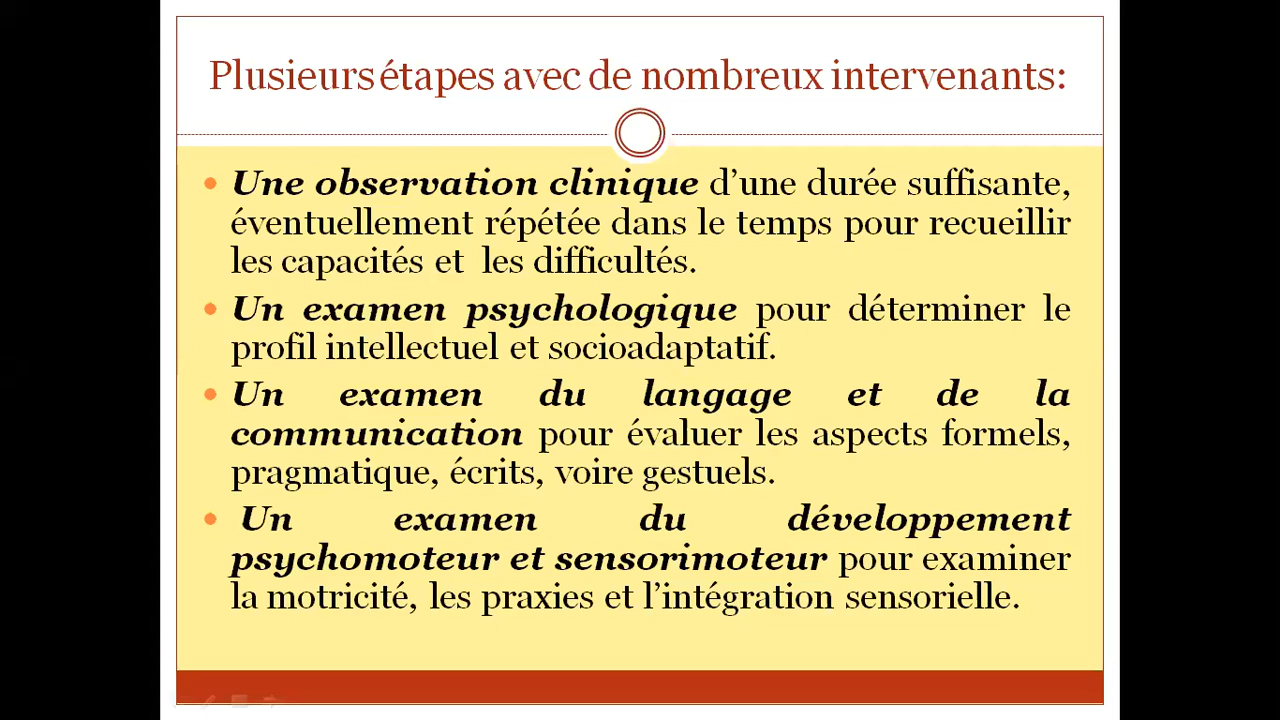 Plusieurs étapes avec de nombreux intervenants:
• Une observation clinique d’une durée suffisante,
éventuellement répétée dans le temps pour recueillir
les capacités et les difficultés.
• Un examen psychologique pour déterminer le
profil intellectuel et socioadaptatif.
• Un examen du langage et de la
communication pour évaluer les aspects formels,
pragmatique, écrits, voire gestuels.
• Un examen du développement
psychomoteur et sensorimoteur pour examiner
la motricité, les praxies et l’intégration sensorielle.